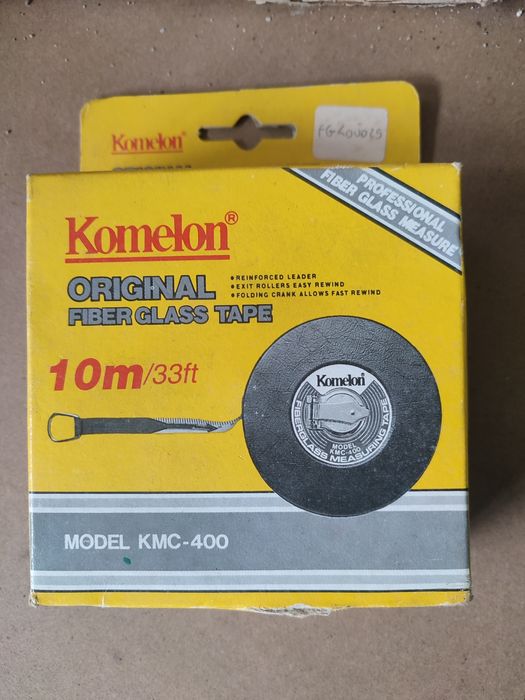 Komelon
ORIGINAL
PROFESSIONAL
FIBER GLASS MEASURE
Komelon®
ORIGINAL
FIBER GLASS TAPE
• REINFORCED LEADER
• EXIT ROLLERS EASY REWIND
• FOLDING CRANK ALLOWS FAST REWIND
10m/33ft
Komelon
MODEL
KMC-400
FIBERGLASS MEASURING TAPE
MODEL KMC-400